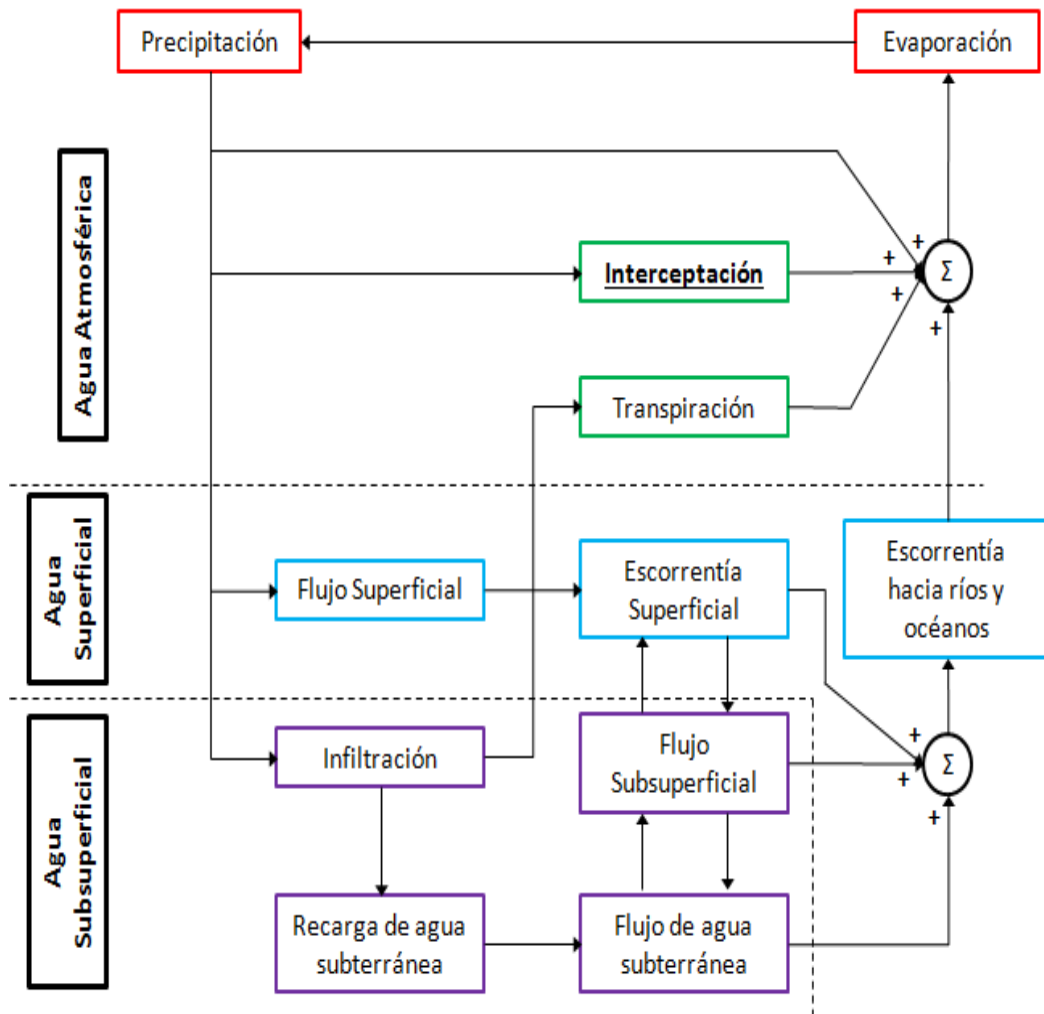 Precipitación
Evaporación
Agua Atmosférica
+
+
Σ
Interceptación
+
+
Transpiración
Agua
Superficial
Flujo Superficial
Escorrentía
Superficial
Escorrentía
hacia ríos y
océanos
Agua
Subsuperficial
Infiltración
Flujo
Subsuperficial
+
Σ
+
+
Recarga de agua
subterránea
Flujo de agua
subterránea